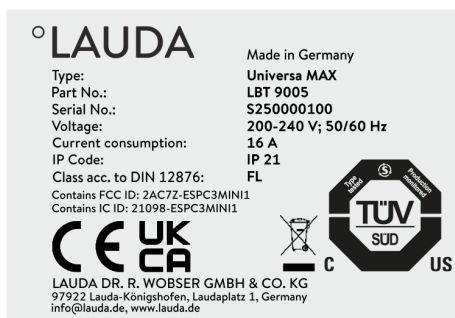 °LAUDA
Made in Germany
Type: Universa MAX
Part No.: LBT 9005
Serial No.: S250000100
Voltage: 200-240 V; 50/60 Hz
Current consumption: 16 A
IP Code: IP 21
Class acc. to DIN 12876: FL
Contains FCC ID: 2AC7Z-ESPC3MINI1
Contains IC ID: 21098-ESPC3MINI1
CE UK CA
Type tested
S
Production monitored
TÜV
SÜD
C US
LAUDA DR. R. WOBSER GMBH & CO. KG
97922 Lauda-Königshofen, Laudaplatz 1, Germany
info@lauda.de, www.lauda.de